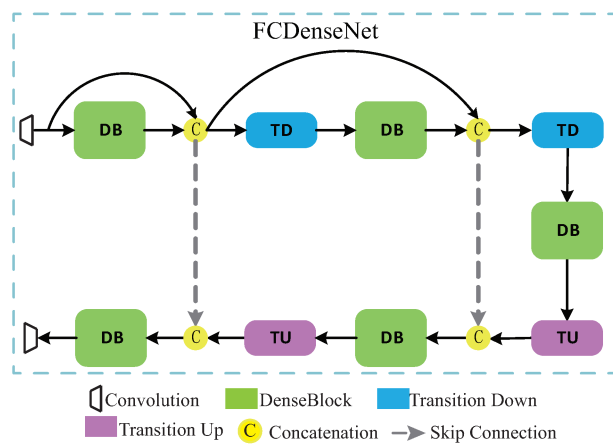 FCDenseNet
DB C TD DB C TD
DB
DB C TU DB C TU
Convolution DenseBlock Transition Down
Transition Up C Concatenation Skip Connection